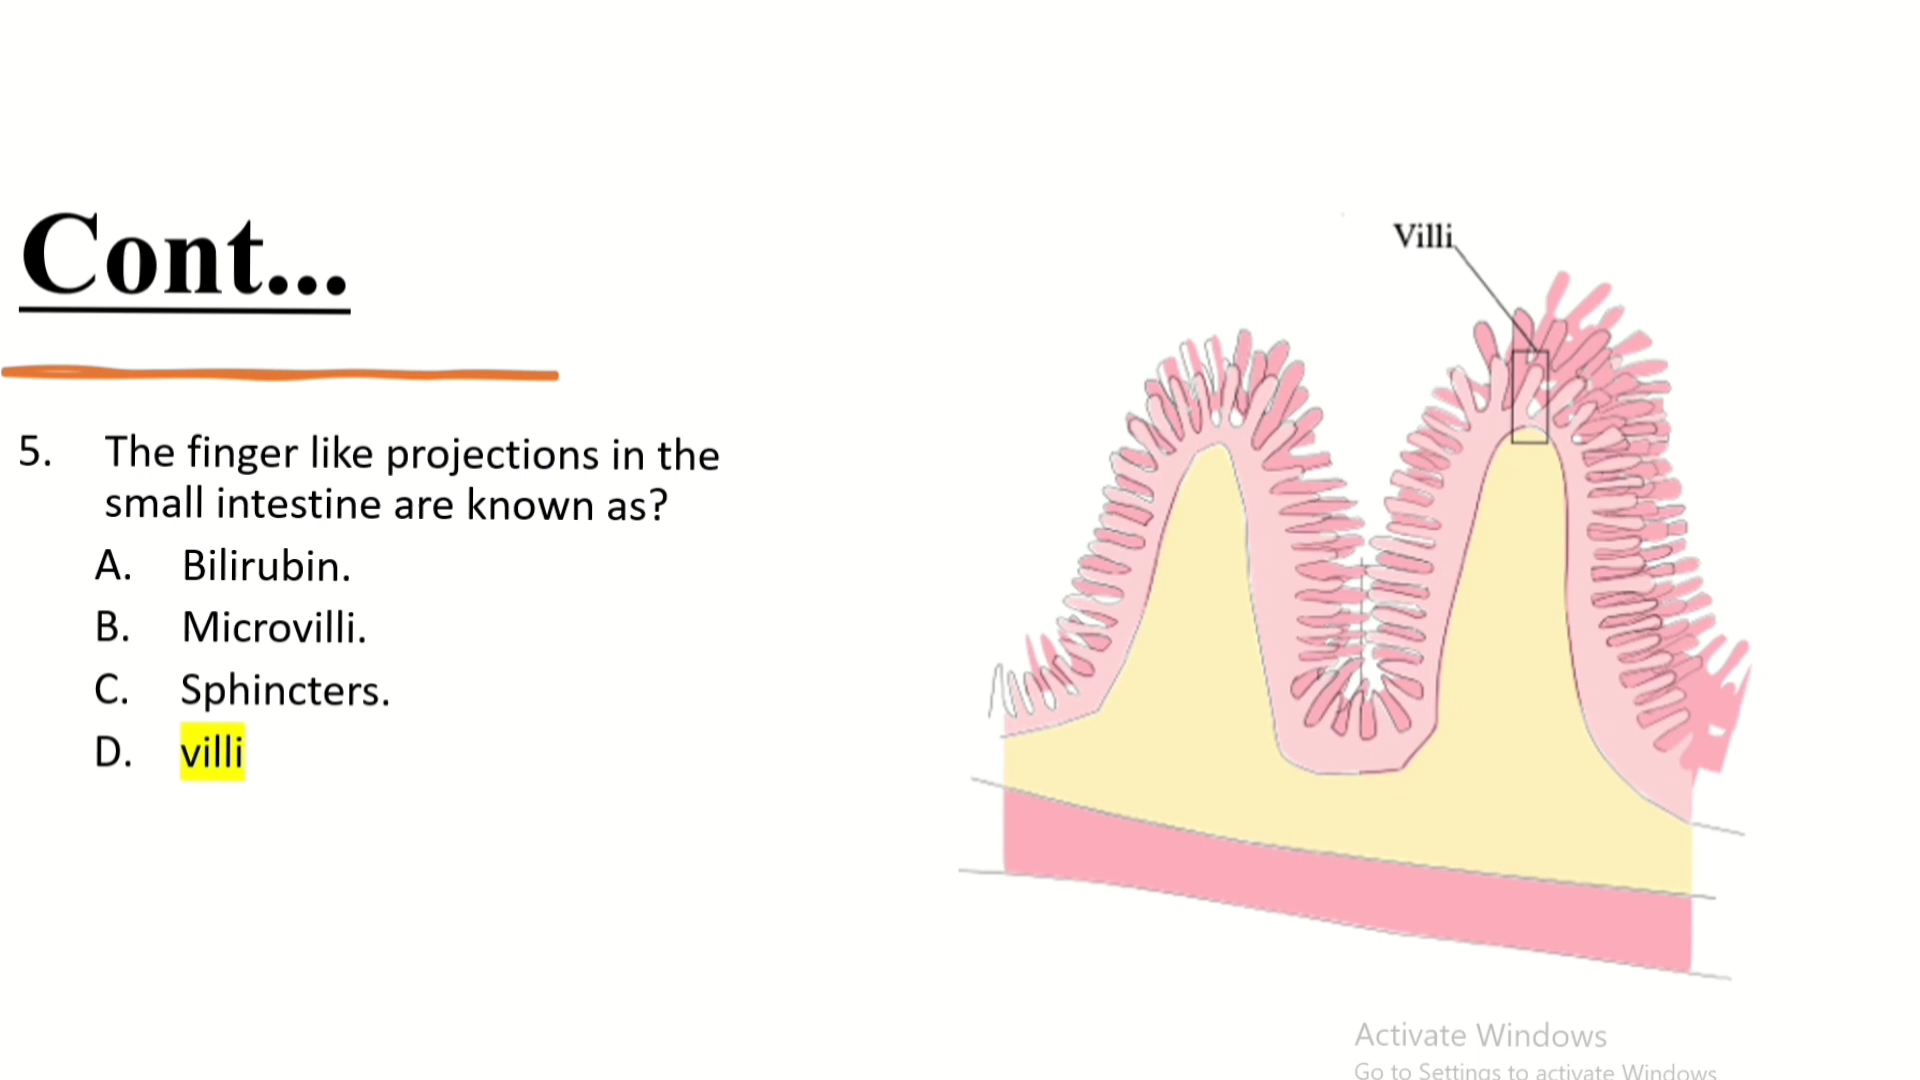 Cont...
5. The finger like projections in the
small intestine are known as?
A. Bilirubin.
B. Microvilli.
C. Sphincters.
D. villi
Villi
Activate Windows
Go to Settings to activate Windows